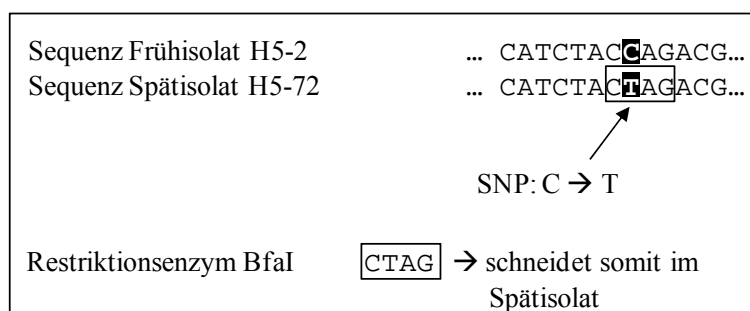 Sequenz Frühisolat H5-2 ... CATCTACCAGACG...
Sequenz Spätisolat H5-72 ... CATCTACTAGACG...
SNP: C → T
Restriktionsenzym BfaI CTAG → schneidet somit im
Spätisolat